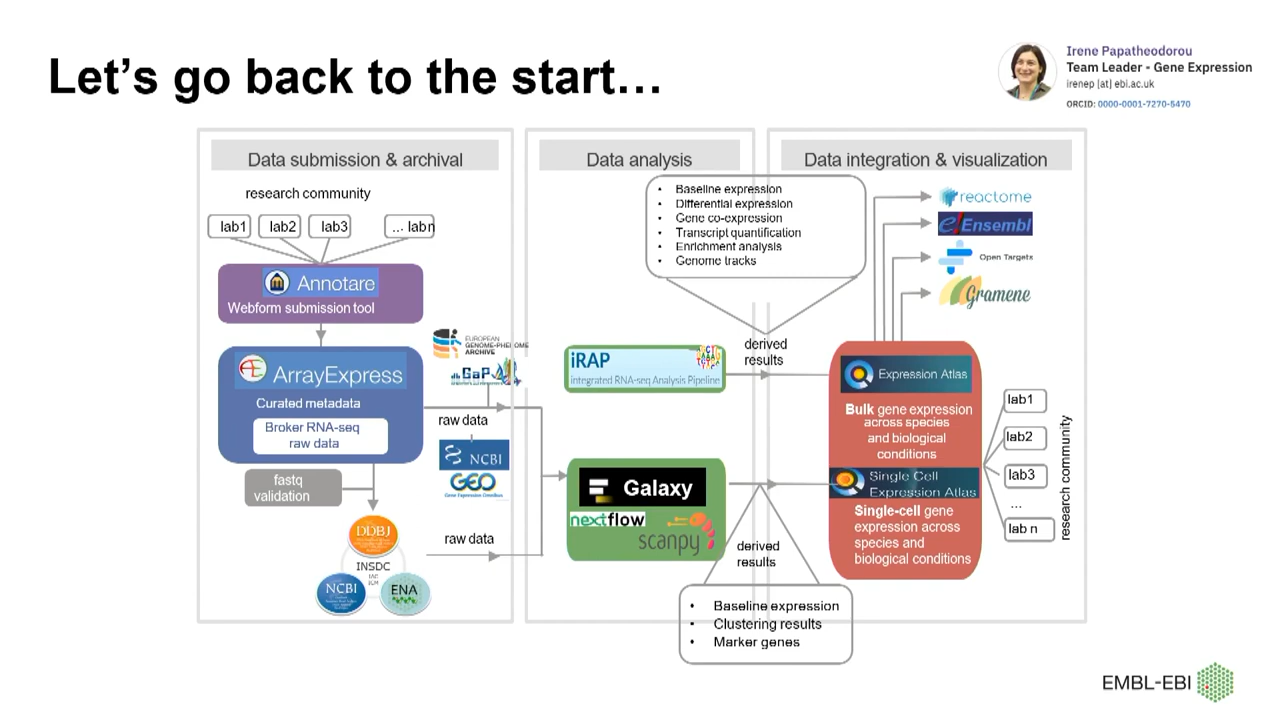 Let's go back to the start...
Irene Papatheodorou
Team Leader - Gene Expression
irenep [at] ebi.ac.uk
ORCID: 0000-0001-7270-5470
Data submission & archival
research community
lab1
lab2
lab3
... labn
Annotare
Webform submission tool
ArrayExpress
Curated metadata
Broker RNA-seq
raw data
fastq
validation
DDBJ
INSDC
NCBI
ENA
EUROPEAN
GENOME-PHENOME
ARCHIVE
dbGaP
raw data
NCBI
GEO
Gene Expression Omnibus
raw data
Data analysis
Baseline expression
Differential expression
Gene co-expression
Transcript quantification
Enrichment analysis
Genome tracks
iRAP
integrated RNA-seq Analysis Pipeline
derived
results
Galaxy
nextflow
scanpy
derived
results
• Baseline expression
• Clustering results
• Marker genes
Data integration & visualization
reactome
e!Ensembl
Open Targets
Gramene
Expression Atlas
Bulk gene expression
across species
and biological
conditions
Single Cell
Expression Atlas
Single-cell gene
expression across
species and
biological conditions
lab1
lab2
lab3
...
lab n
research community
EMBL-EBI